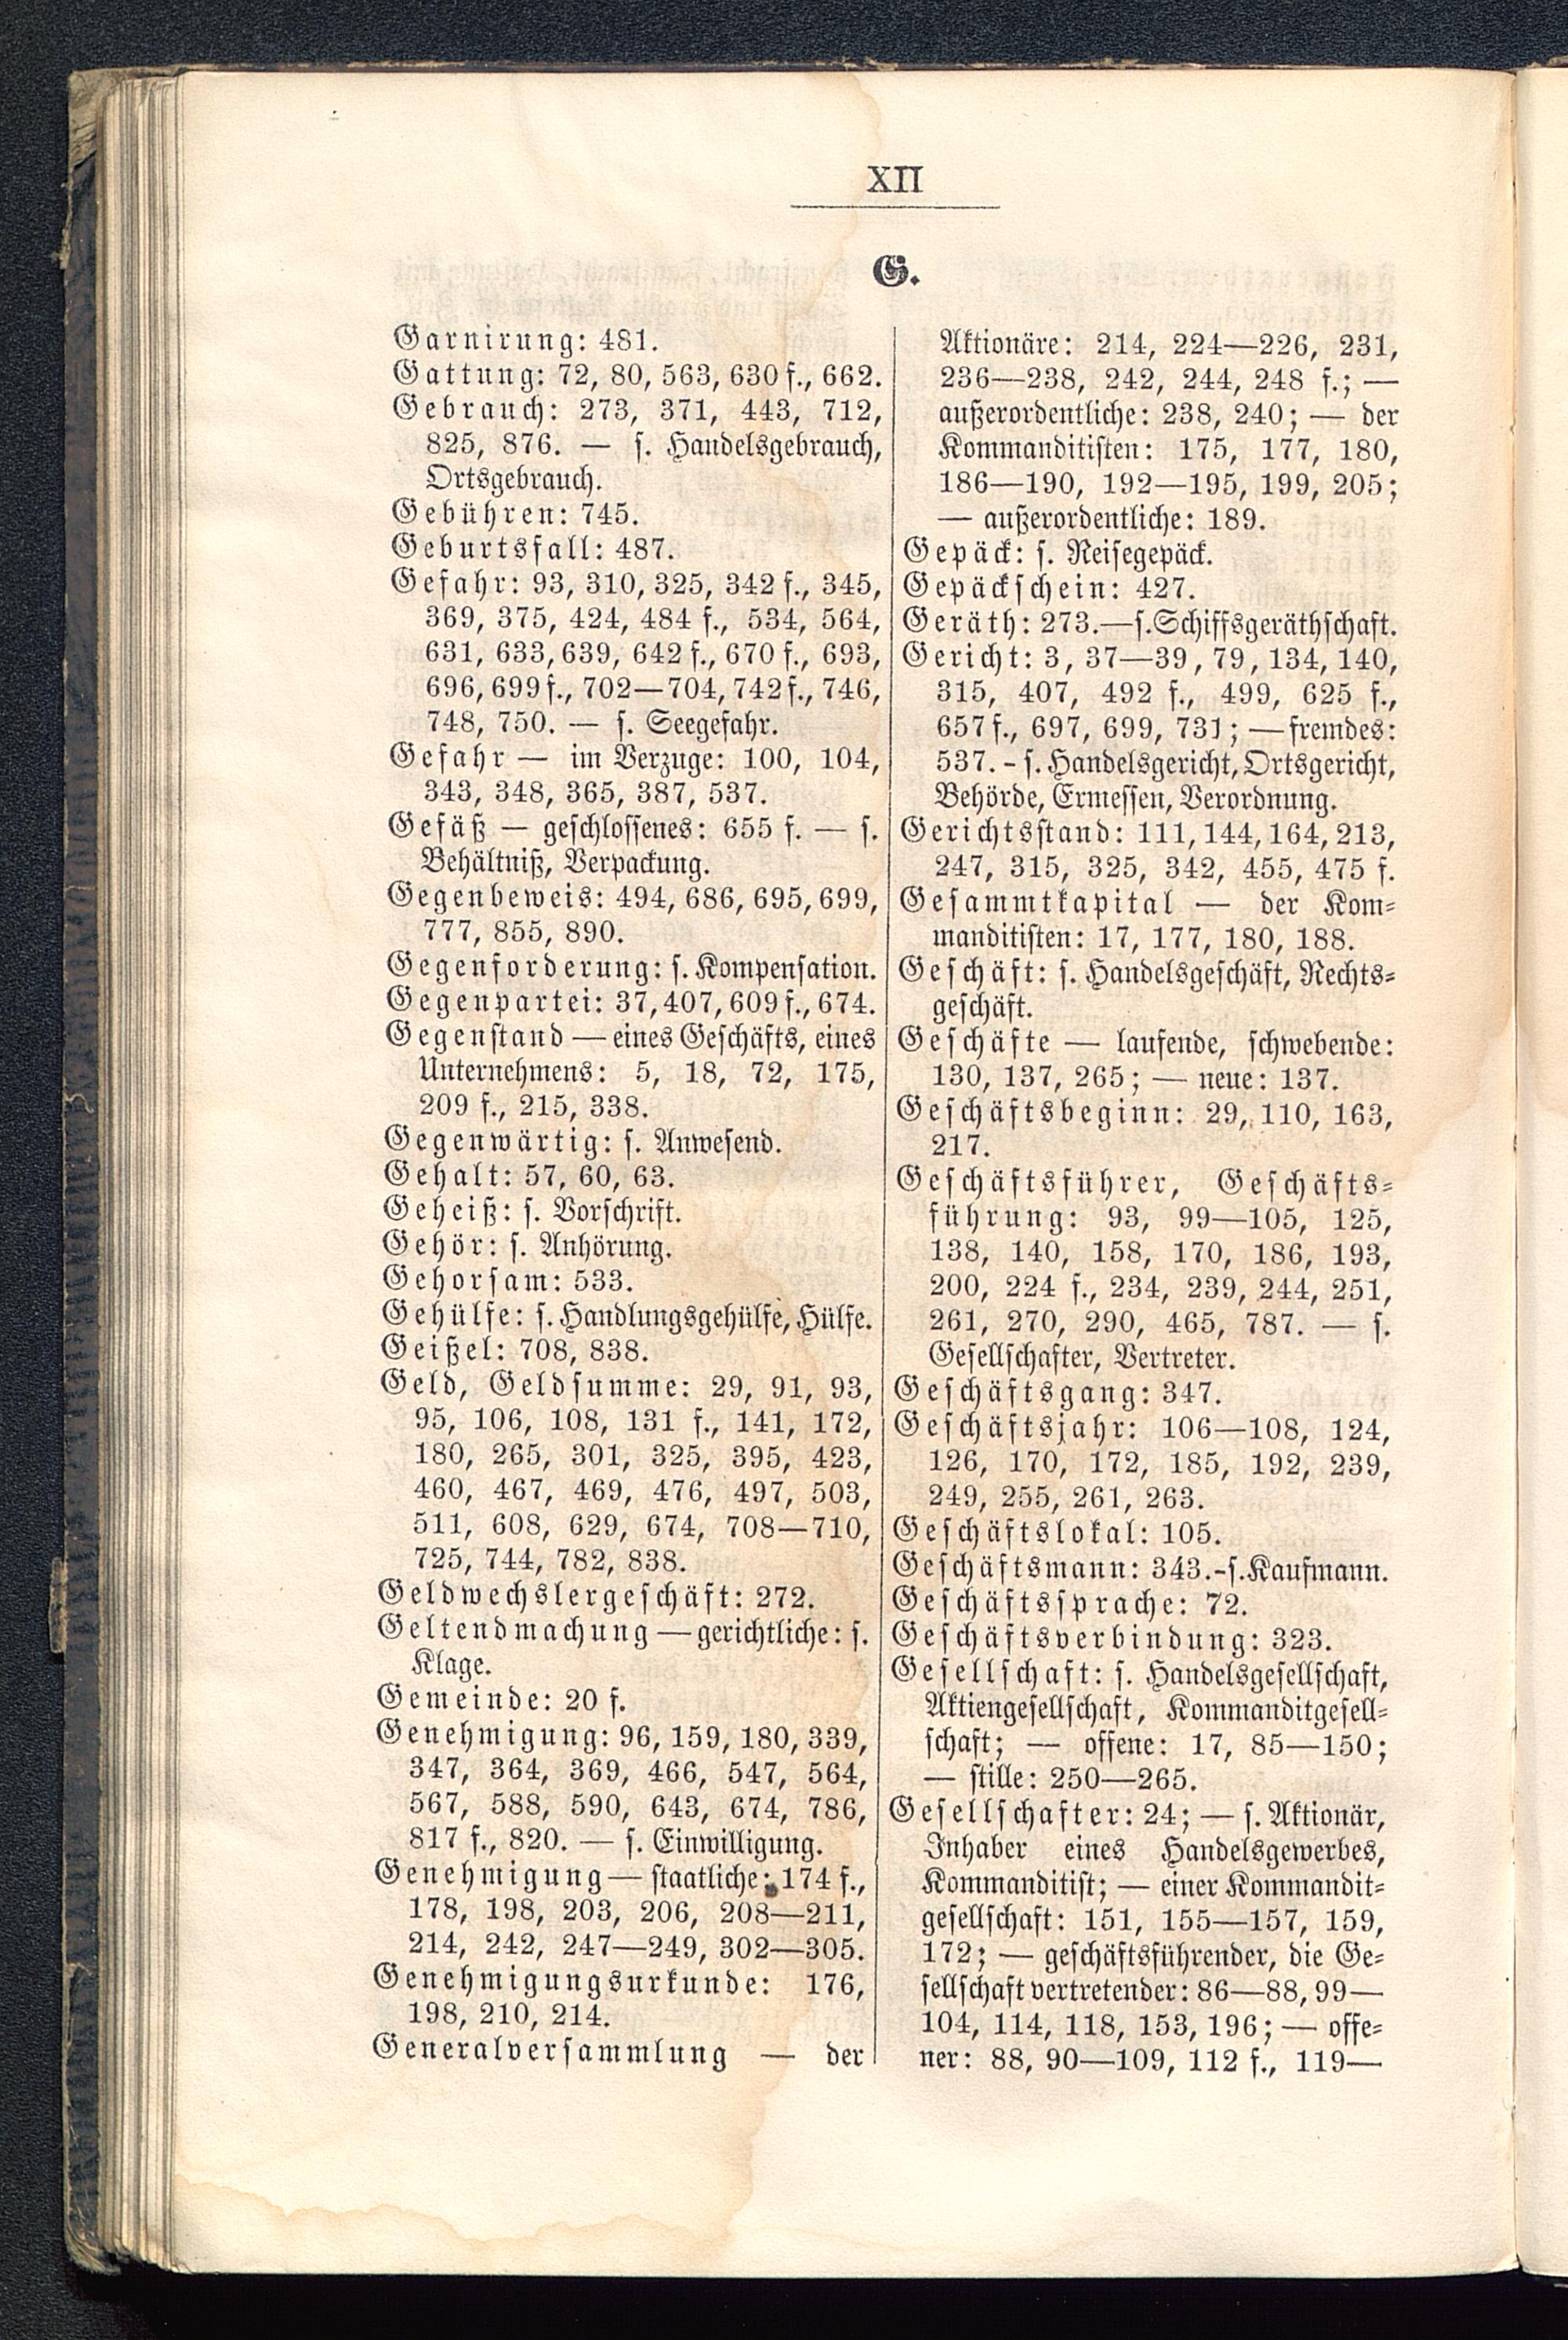 XII
G.
Garnirung: 481.
Gattung: 72, 80, 563, 630 f., 662.
Gebrauch: 273, 371, 443, 712,
825, 876. — s. Handelsgebrauch,
Ortsgebrauch.
Gebühren: 745.
Geburtsfall: 487.
Gefahr: 93, 310, 325, 342 f., 345,
369, 375, 424, 484 f., 534, 564,
631, 633, 639, 642 f., 670 f., 693,
696, 699 f., 702—704, 742 f., 746,
748, 750. — s. Seegefahr.
Gefahr — im Verzuge: 100, 104,
343, 348, 365, 387, 537.
Gefäß — geschlossenes: 655 f. — s.
Behältniß, Verpackung.
Gegenbeweis: 494, 686, 695, 699,
777, 855, 890.
Gegenforderung: s. Kompensation.
Gegenpartei: 37, 407, 609 f., 674.
Gegenstand — eines Geschäfts, eines
Unternehmens: 5, 18, 72, 175,
209 f., 215, 338.
Gegenwärtig: s. Anwesend.
Gehalt: 57, 60, 63.
Geheiß: s. Vorschrift.
Gehör: s. Anhörung.
Gehorsam: 533.
Gehülfe: s. Handlungsgehülfe, Hülfe.
Geißel: 708, 838.
Geld, Geldsumme: 29, 91, 93,
95, 106, 108, 131 f., 141, 172,
180, 265, 301, 325, 395, 423,
460, 467, 469, 476, 497, 503,
511, 608, 629, 674, 708—710,
725, 744, 782, 838.
Geldwechslergeschäft: 272.
Geltendmachung — gerichtliche: s.
Klage.
Gemeinde: 20 f.
Genehmigung: 96, 159, 180, 339,
347, 364, 369, 466, 547, 564,
567, 588, 590, 643, 674, 786,
817 f., 820. — s. Einwilligung.
Genehmigung — staatliche: 174 f.,
178, 198, 203, 206, 208—211,
214, 242, 247—249, 302—305.
Genehmigungsurkunde: 176,
198, 210, 214.
Generalversammlung — der
Aktionäre: 214, 224—226, 231,
236—238, 242, 244, 248 f.; —
außerordentliche: 238, 240; — der
Kommanditisten: 175, 177, 180,
186—190, 192—195, 199, 205;
— außerordentliche: 189.
Gepäck: s. Reisegepäck.
Gepäckschein: 427.
Geräth: 273.—s. Schiffsgeräthschaft.
Gericht: 3, 37—39, 79, 134, 140,
315, 407, 492 f., 499, 625 f.,
657 f., 697, 699, 731; — fremdes:
537. - s. Handelsgericht, Ortsgericht,
Behörde, Ermessen, Verordnung.
Gerichtsstand: 111, 144, 164, 213,
247, 315, 325, 342, 455, 475 f.
Gesammtkapital — der Kom-
manditisten: 17, 177, 180, 188.
Geschäft: s. Handelsgeschäft, Rechts-
geschäft.
Geschäfte — laufende, schwebende:
130, 137, 265; — neue: 137.
Geschäftsbeginn: 29, 110, 163,
217.
Geschäftsführer, Geschäfts-
führung: 93, 99—105, 125,
138, 140, 158, 170, 186, 193,
200, 224 f., 234, 239, 244, 251,
261, 270, 290, 465, 787. — s.
Gesellschafter, Vertreter.
Geschäftsgang: 347.
Geschäftsjahr: 106—108, 124,
126, 170, 172, 185, 192, 239,
249, 255, 261, 263.
Geschäftslokal: 105.
Geschäftsmann: 343.-s. Kaufmann.
Geschäftssprache: 72.
Geschäftsverbindung: 323.
Gesellschaft: s. Handelsgesellschaft,
Aktiengesellschaft, Kommanditgesell-
schaft; — offene: 17, 85—150;
— stille: 250—265.
Gesellschafter: 24; — s. Aktionär,
Inhaber eines Handelsgewerbes,
Kommanditist; — einer Kommandit-
gesellschaft: 151, 155—157, 159,
172; — geschäftsführender, die Ge-
sellschaft vertretender: 86—88, 99—
104, 114, 118, 153, 196; — offe-
ner: 88, 90—109, 112 f., 119—